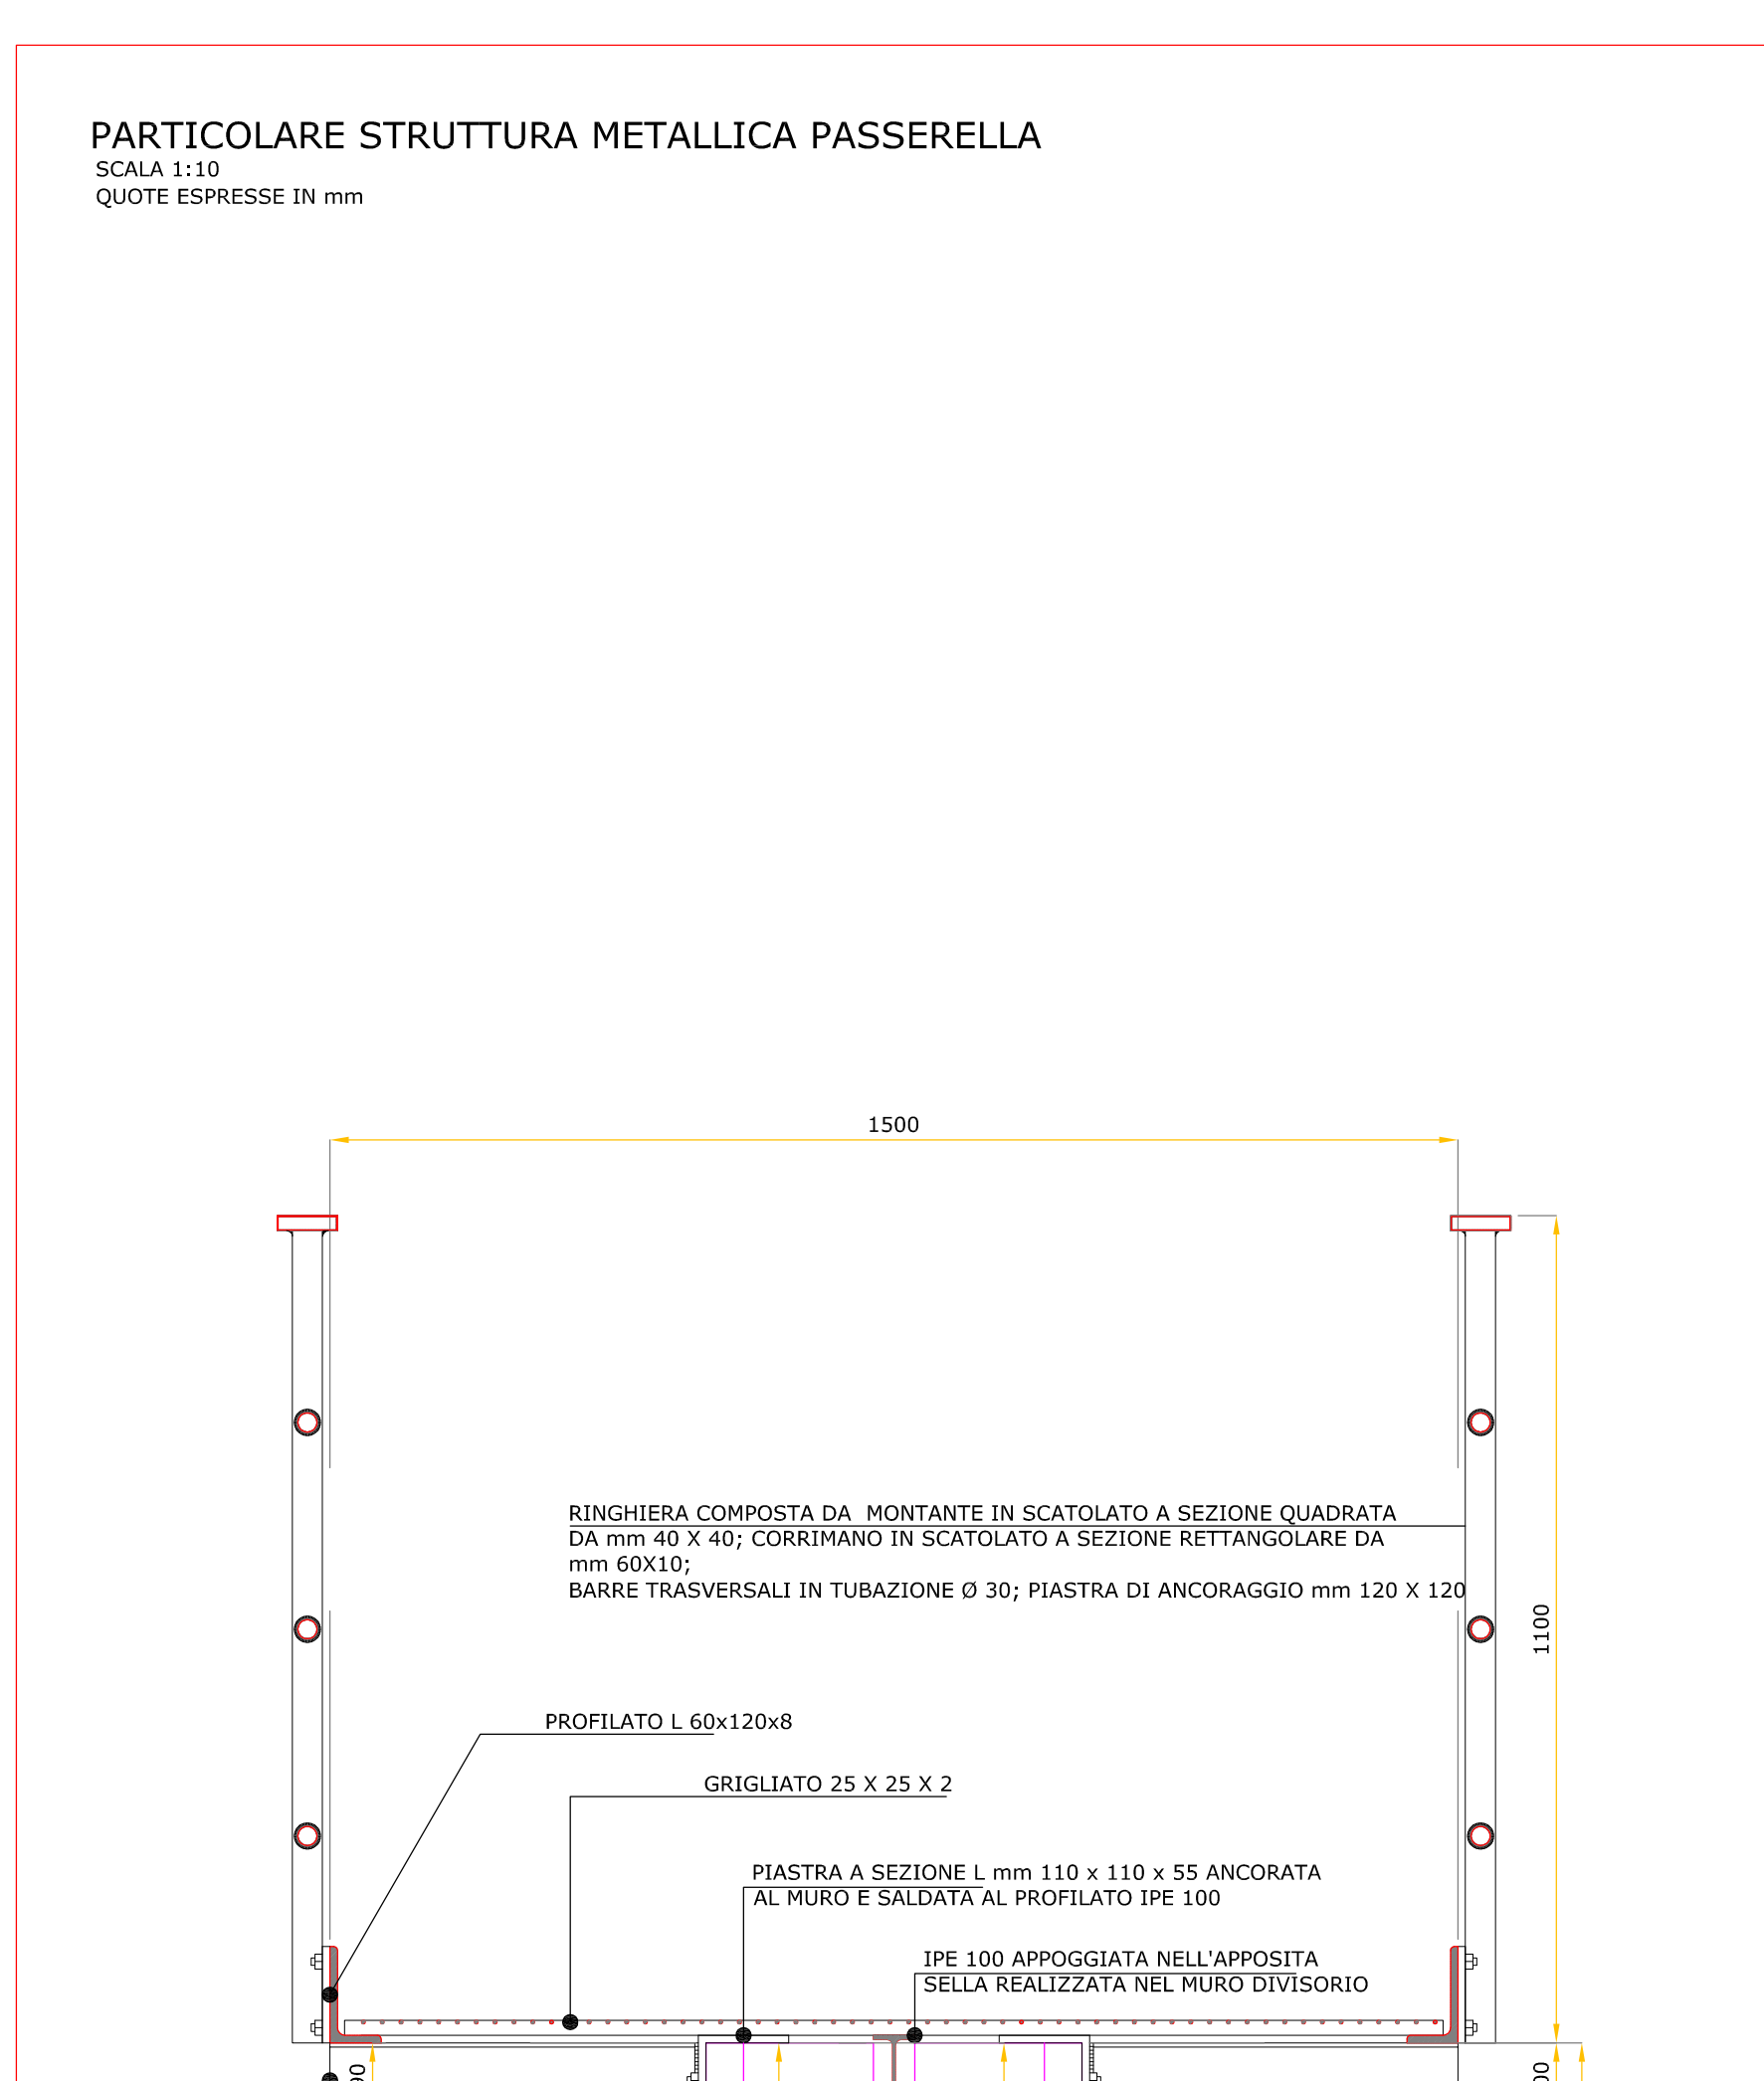 PARTICOLARE STRUTTURA METALLICA PASSERELLA
SCALA 1:10
QUOTE ESPRESSE IN mm
1500
RINGHIERA COMPOSTA DA  MONTANTE IN SCATOLATO A SEZIONE QUADRATA
DA mm 40 X 40; CORRIMANO IN SCATOLATO A SEZIONE RETTANGOLARE DA
mm 60X10;
BARRE TRASVERSALI IN TUBAZIONE Ø 30; PIASTRA DI ANCORAGGIO mm 120 X 120
1100
PROFILATO L 60x120x8
GRIGLIATO 25 X 25 X 2
PIASTRA A SEZIONE L mm 110 x 110 x 55 ANCORATA
AL MURO E SALDATA AL PROFILATO IPE 100
IPE 100 APPOGGIATA NELL'APPOSITA
SELLA REALIZZATA NEL MURO DIVISORIO